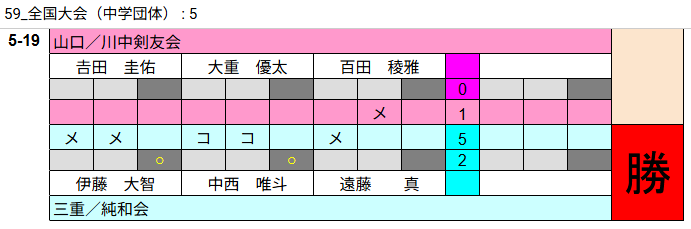 59_全国大会（中学団体） : 5
5-19 山口／川中剣友会
吉田　圭佑 大重　優太 百田　稜雅
0
メ 1
メ メ コ コ メ 5
○ ○ 2
勝
伊藤　大智 中西　唯斗 遠藤　真
三重／純和会